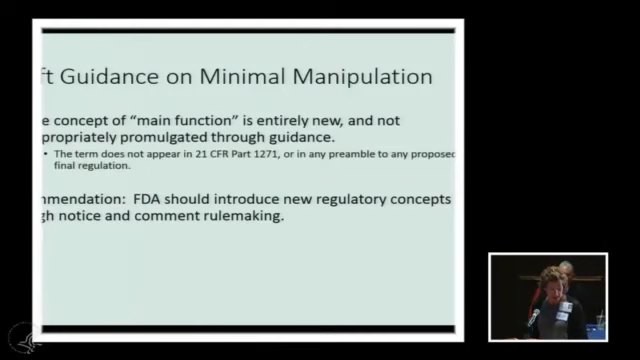 ft Guidance on Minimal Manipulation
e concept of “main function” is entirely new, and not
propriately promulgated through guidance.
• The term does not appear in 21 CFR Part 1271, or in any preamble to any proposed
final regulation.
mmendation: FDA should introduce new regulatory concepts
gh notice and comment rulemaking.